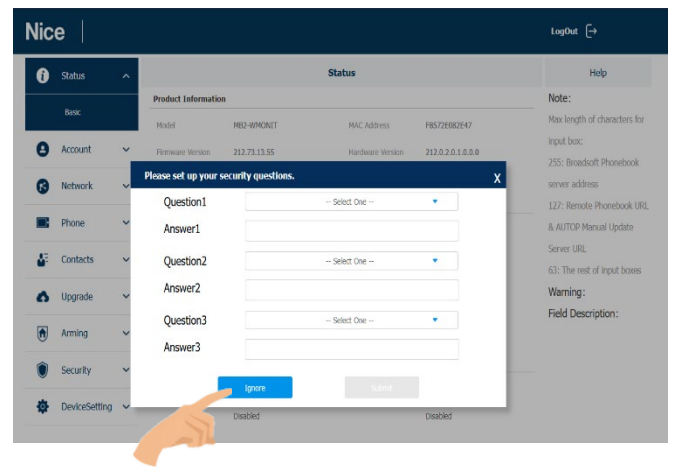 Nice
LogOut
Status
Basic
Account
Network
Phone
Contacts
Upgrade
Arming
Security
DeviceSetting
Status
Product Information
Model MB2-WMONIT MAC Address F8572E082E47
Firmware Version 212.73.13.55 Hardware Version 212.0.2.0.1.0.0.0
Please set up your security questions. X
Question1 -- Select One --
Answer1
Question2 -- Select One --
Answer2
Question3 -- Select One --
Answer3
Ignore Submit
Disabled Disabled
Help
Note:
Max length of characters for
input box:
255: Broadsoft Phonebook
server address
127: Remote Phonebook URL
& AUTOP Manual Update
Server URL
63: The rest of input boxes
Warning:
Field Description: